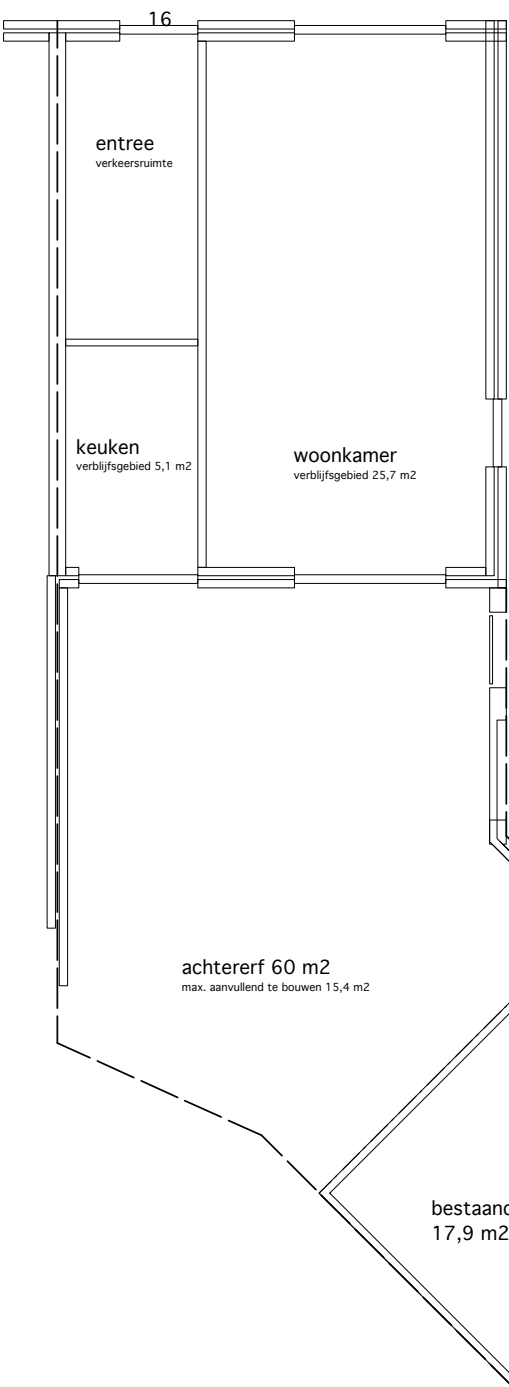 16
entree
verkeersruimte
keuken
verblijfsgebied 5,1 m2
woonkamer
verblijfsgebied 25,7 m2
achtererf 60 m2
max. aanvullend te bouwen 15,4 m2
bestaand
17,9 m2